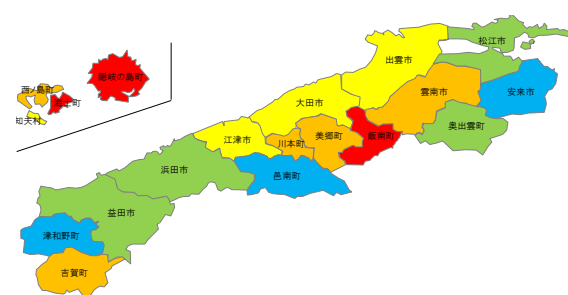 松江市
出雲市
隠岐の島町
西ノ島町
海士町
知夫村
安来市
雲南市
大田市
奥出雲町
飯南町
美郷町
川本町
江津市
邑南町
浜田市
益田市
津和野町
吉賀町